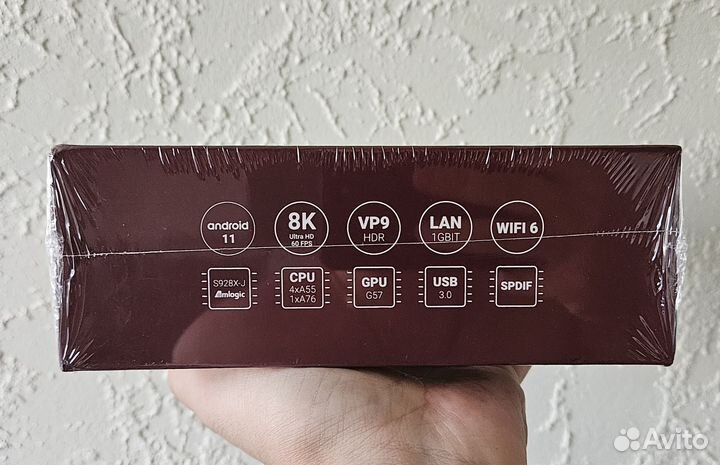 android
11
8K
Ultra HD
60 FPS
VP9
HDR
LAN
1GBIT
WIFI 6
S928X-J
Amlogic
CPU
4xA55
1xA76
GPU
G57
USB
3.0
SPDIF
Avito